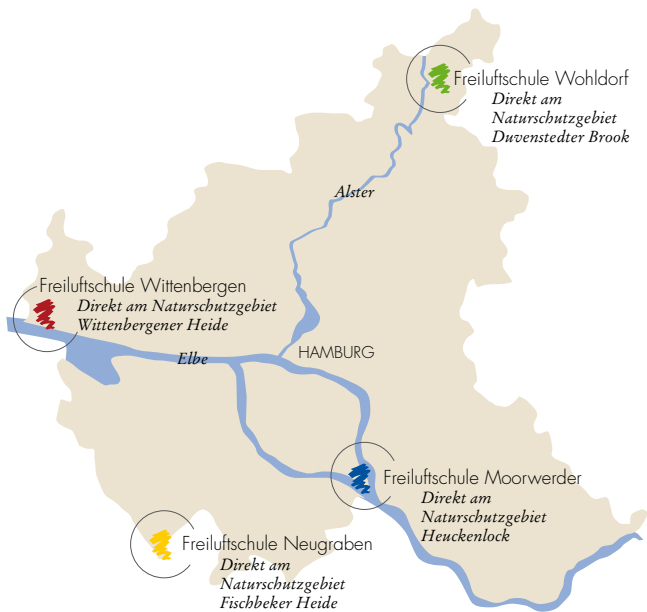 Freiluftschule Wohldorf
Direkt am
Naturschutzgebiet
Duvenstedter Brook
Alster
Freiluftschule Wittenbergen
Direkt am Naturschutzgebiet
Wittenbergener Heide
Elbe
HAMBURG
Freiluftschule Moorwerder
Direkt am
Naturschutzgebiet
Heuckenlock
Freiluftschule Neugraben
Direkt am
Naturschutzgebiet
Fischbeker Heide